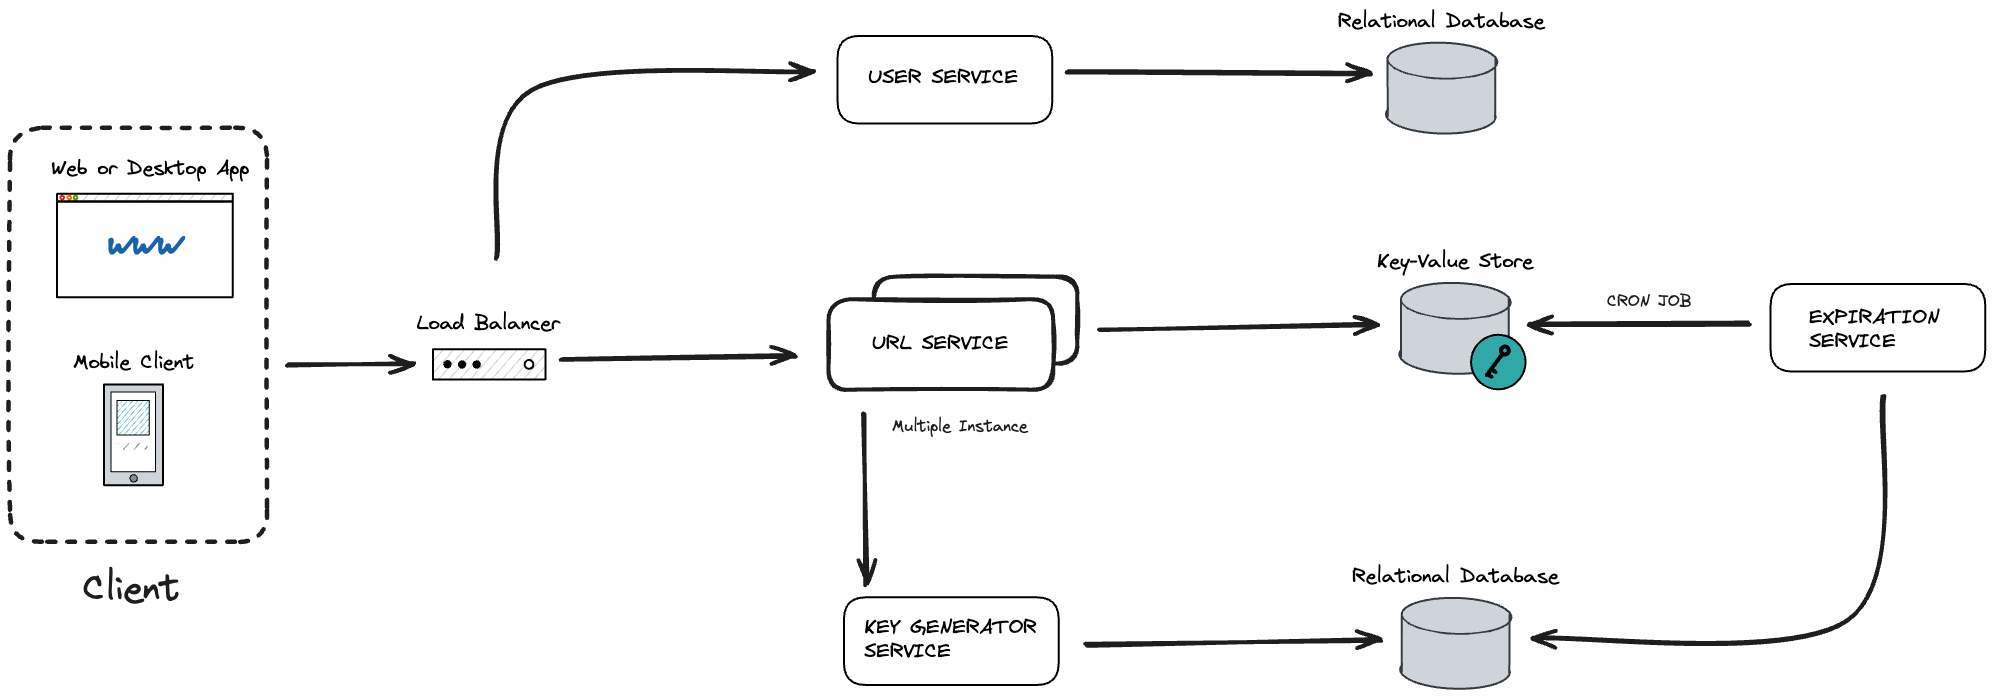 Relational Database
USER SERVICE
Web or Desktop App
www
Key-Value Store
CRON JOB
EXPIRATION
SERVICE
Load Balancer
URL SERVICE
Mobile Client
Multiple Instance
Client
Relational Database
KEY GENERATOR
SERVICE